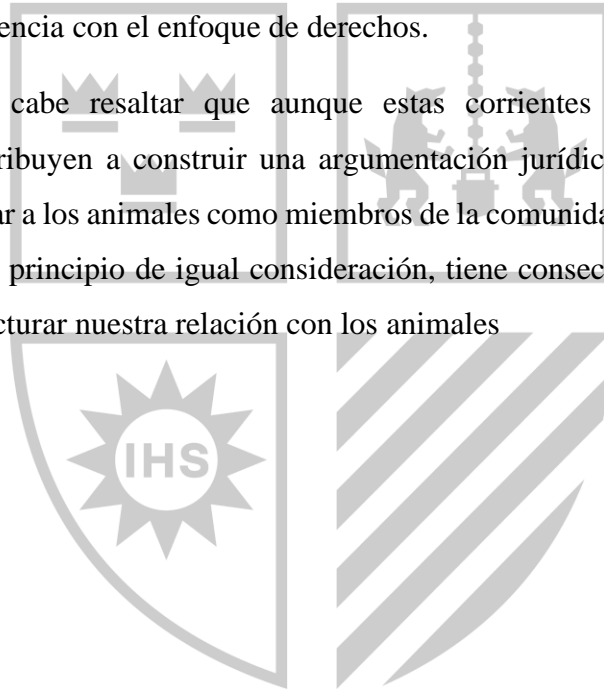 encia con el enfoque de derechos.
cabe resaltar que aunque estas corrientes
ribuyen a construir una argumentación jurídic
ar a los animales como miembros de la comunida
principio de igual consideración, tiene consec
cturar nuestra relación con los animales
IHS